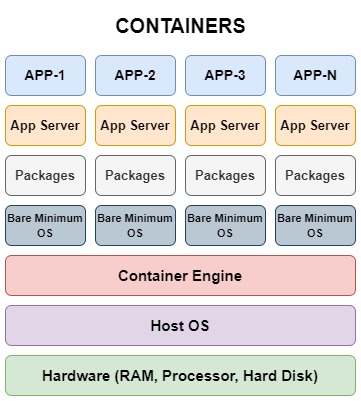 CONTAINERS
APP-1 APP-2 APP-3 APP-N
App Server App Server App Server App Server
Packages Packages Packages Packages
Bare Minimum Bare Minimum Bare Minimum Bare Minimum
OS OS OS OS
Container Engine
Host OS
Hardware (RAM, Processor, Hard Disk)